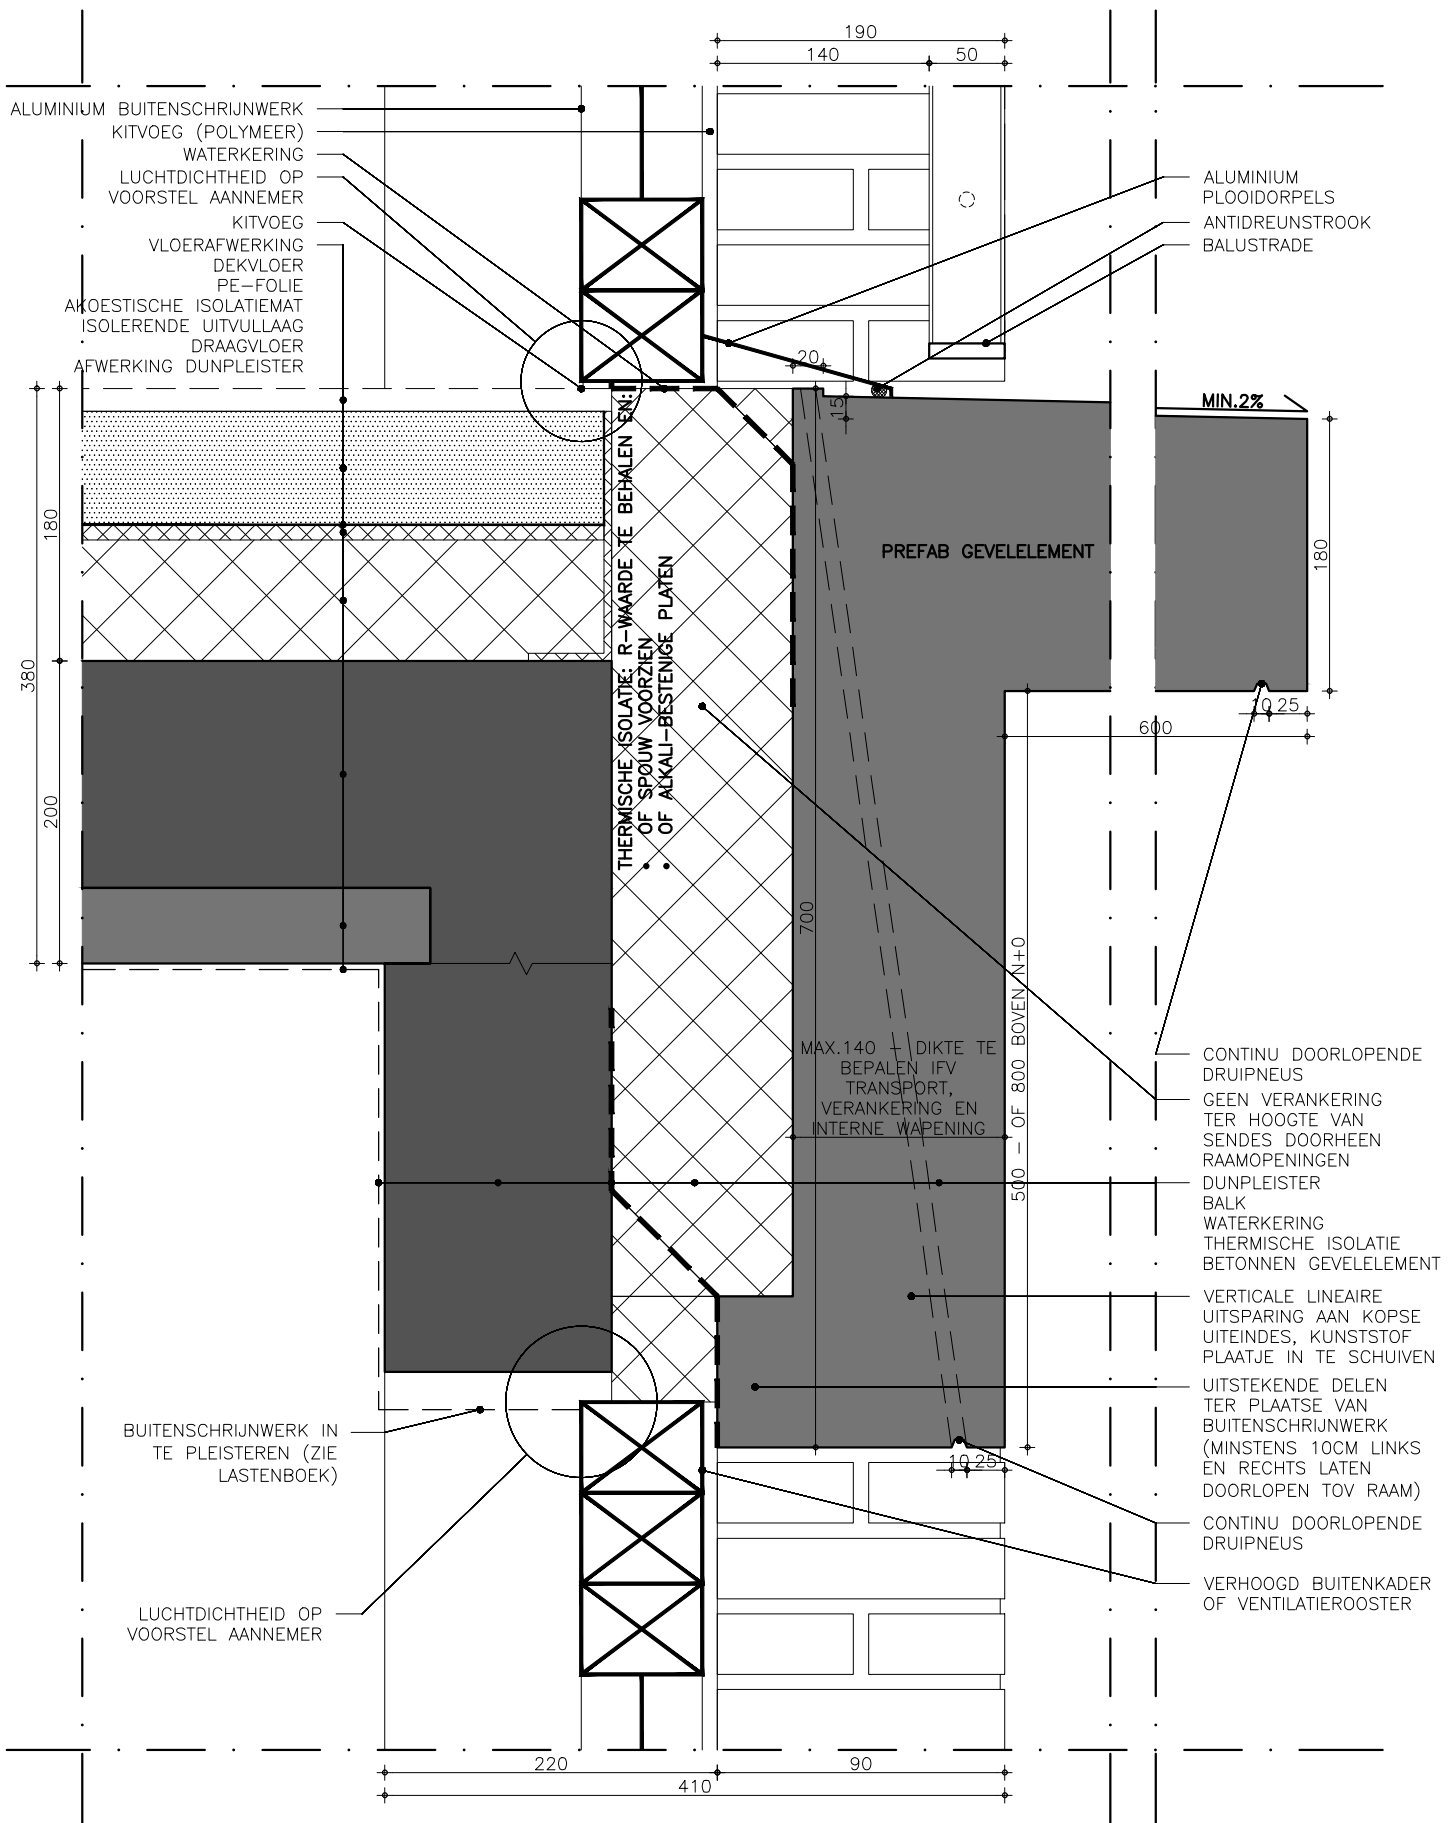 190
140
50
ALUMINIUM BUITENSCHRIJNWERK
KITVOEG (POLYMEER)
WATERKERING
LUCHTDICHTHEID OP
VOORSTEL AANNEMER
KITVOEG
VLOERAFWERKING
DEKVLOER
PE-FOLIE
AKOESTISCHE ISOLATIEMAT
ISOLERENDE UITVULLAAG
DRAAGVLOER
AFWERKING DUNPLEISTER
ALUMINIUM
PLOOIDORPELS
ANTIDREUNSTROOK
BALUSTRADE
20
15
MIN.2%
180
380
200
THERMISCHE ISOLATIE: R-WAARDE TE BEHALEN EN:
• OF SPOUW VOORZIEN
• OF ALKALI-BESTENIGE PLATEN
PREFAB GEVELELEMENT
180
10 25
600
700
500 - OF 800 BOVEN N+0
MAX.140 - DIKTE TE
BEPALEN IFV
TRANSPORT,
VERANKERING EN
INTERNE WAPENING
CONTINU DOORLOPENDE
DRUIPNEUS
GEEN VERANKERING
TER HOOGTE VAN
SENDES DOORHEEN
RAAMOPENINGEN
DUNPLEISTER
BALK
WATERKERING
THERMISCHE ISOLATIE
BETONNEN GEVELELEMENT
VERTICALE LINEAIRE
UITSPARING AAN KOPSE
UITEINDES, KUNSTSTOF
PLAATJE IN TE SCHUIVEN
UITSTEKENDE DELEN
TER PLAATSE VAN
BUITENSCHRIJNWERK
(MINSTENS 10CM LINKS
EN RECHTS LATEN
DOORLOPEN TOV RAAM)
CONTINU DOORLOPENDE
DRUIPNEUS
VERHOOGD BUITENKADER
OF VENTILATIEROOSTER
BUITENSCHRIJNWERK IN
TE PLEISTEREN (ZIE
LASTENBOEK)
10 25
LUCHTDICHTHEID OP
VOORSTEL AANNEMER
220
90
410